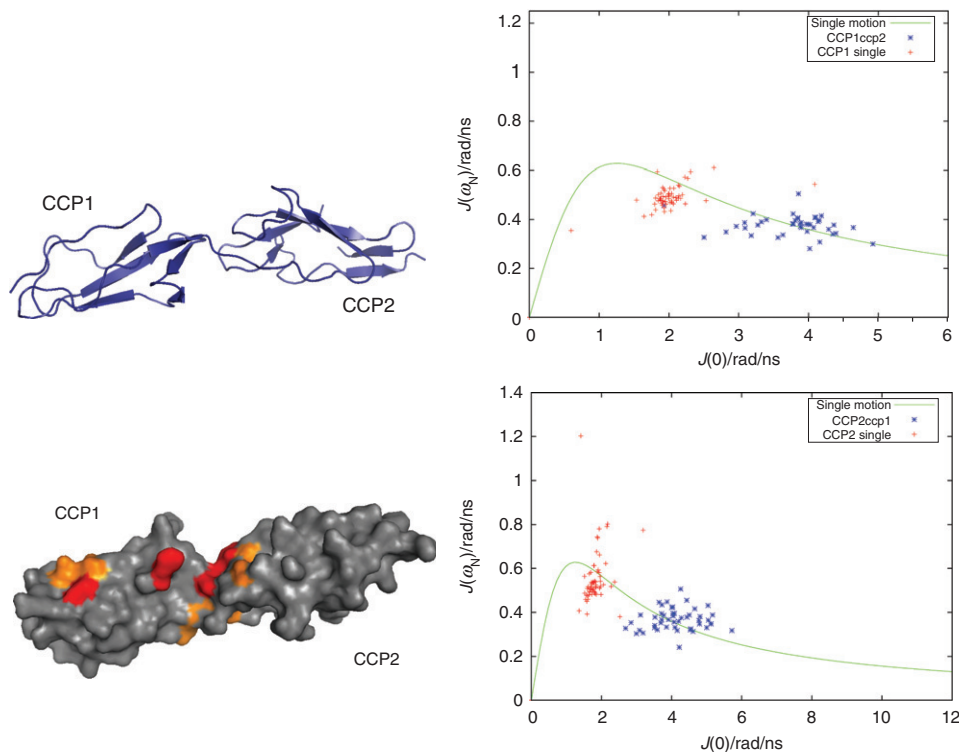 CCP1
CCP2
1.2
1
0.8
0.6
0.4
0.2
0
J(ωN)/rad/ns
Single motion
CCP1ccp2
CCP1 single
0 1 2 3 4 5 6
J(0)/rad/ns
CCP1
CCP2
1.4
1.2
1
0.8
0.6
0.4
0.2
0
J(ωN)/rad/ns
Single motion
CCP2ccp1
CCP2 single
0 2 4 6 8 10 12
J(0)/rad/ns